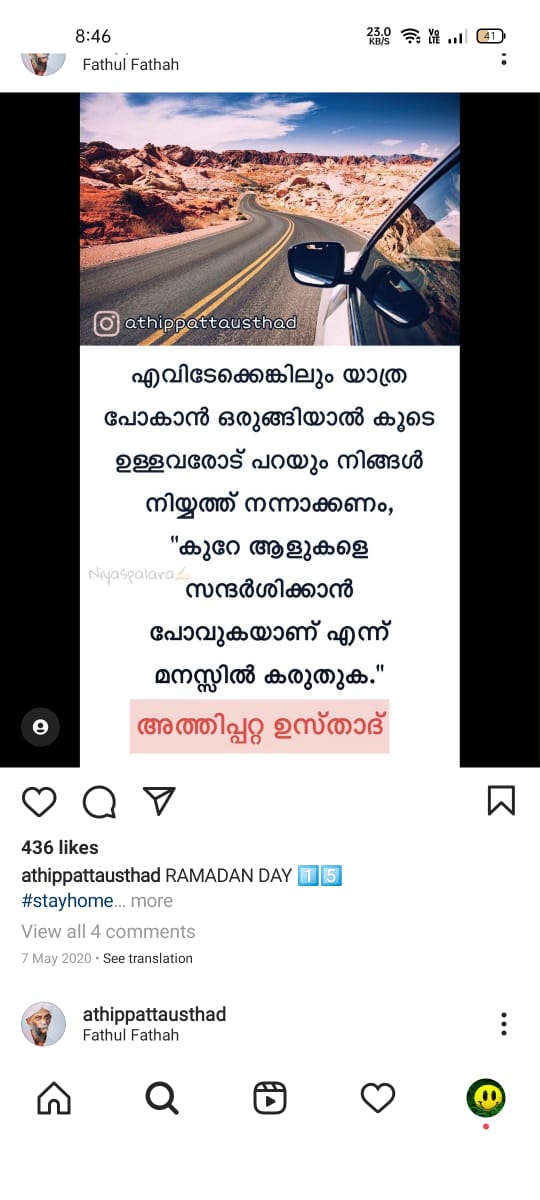 8:46
23.0 KB/S
Vo LTE
41
Fathul Fathah
athippattausthad
എവിടേക്കെങ്കിലും യാത്ര
പോകാൻ ഒരുങ്ങിയാൽ കൂടെ
ഉള്ളവരോട് പറയും നിങ്ങൾ
നിയ്യത്ത് നന്നാക്കണം,
"കുറേ ആളുകളെ
Niyaspalara✍️
സന്ദർശിക്കാൻ
പോവുകയാണ് എന്ന്
മനസ്സിൽ കരുതുക."
അത്തിപ്പറ്റ ഉസ്താദ്
436 likes
athippattausthad RAMADAN DAY 1️⃣5️⃣
#stayhome... more
View all 4 comments
7 May 2020 • See translation
athippattausthad
Fathul Fathah